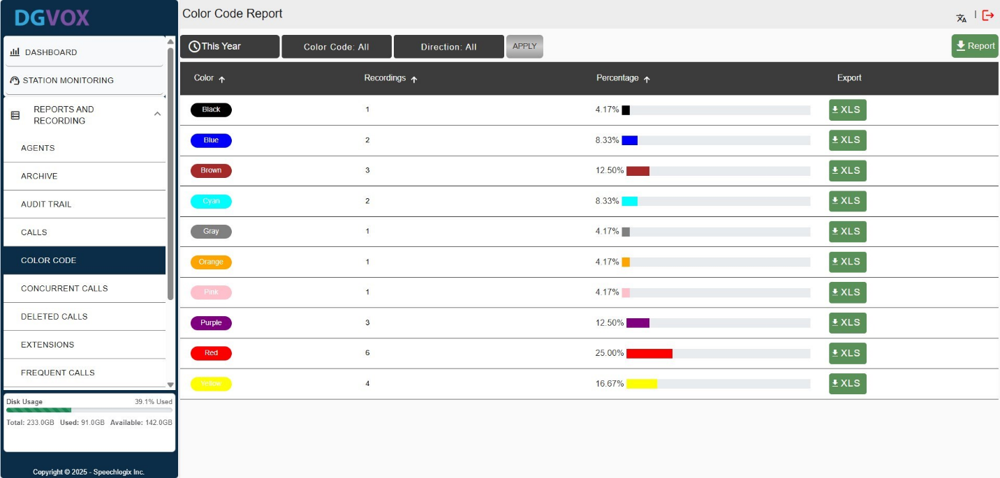 DGVOX
Color Code Report
DASHBOARD
STATION MONITORING
REPORTS AND
RECORDING
AGENTS
ARCHIVE
AUDIT TRAIL
CALLS
COLOR CODE
CONCURRENT CALLS
DELETED CALLS
EXTENSIONS
FREQUENT CALLS
Disk Usage 39.1% Used
Total: 233.0GB Used: 91.0GB Available: 142.0GB
Copyright © 2025 - Speechlogix Inc.
This Year Color Code: All Direction: All APPLY Report
Color Recordings Percentage Export
Black 1 4.17% XLS
Blue 2 8.33% XLS
Brown 3 12.50% XLS
Cyan 2 8.33% XLS
Gray 1 4.17% XLS
Orange 1 4.17% XLS
Pink 1 4.17% XLS
Purple 3 12.50% XLS
Red 6 25.00% XLS
Yellow 4 16.67% XLS